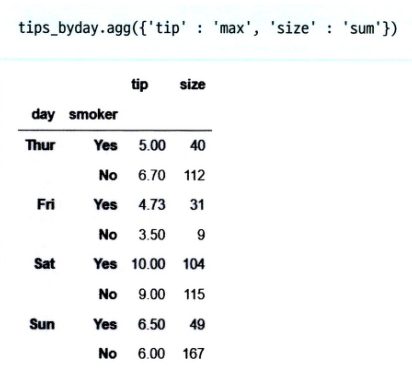 tips_byday.agg({'tip' : 'max', 'size' : 'sum'})
tip size
day smoker
Thur Yes 5.00 40
No 6.70 112
Fri Yes 4.73 31
No 3.50 9
Sat Yes 10.00 104
No 9.00 115
Sun Yes 6.50 49
No 6.00 167